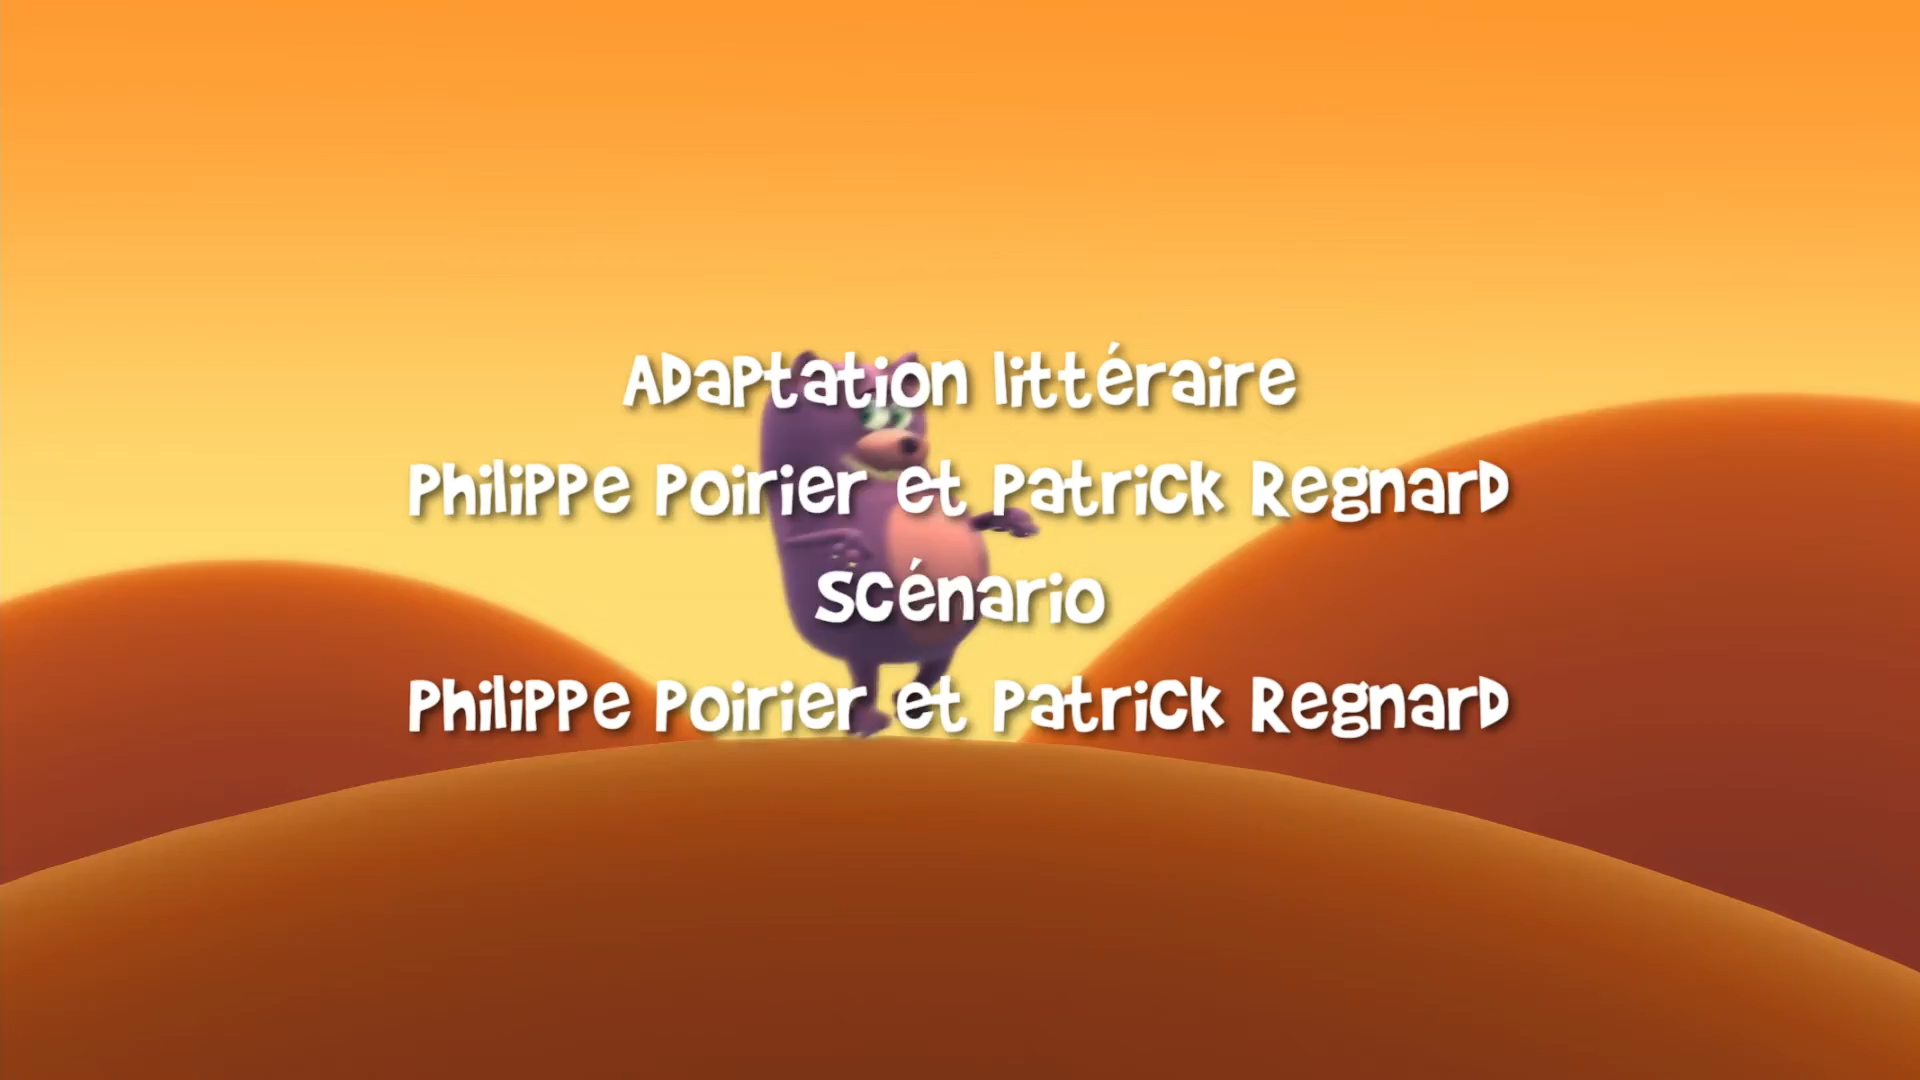 Adaptation littéraire
Philippe Poirier et Patrick Regnard
Scénario
Philippe Poirier et Patrick Regnard